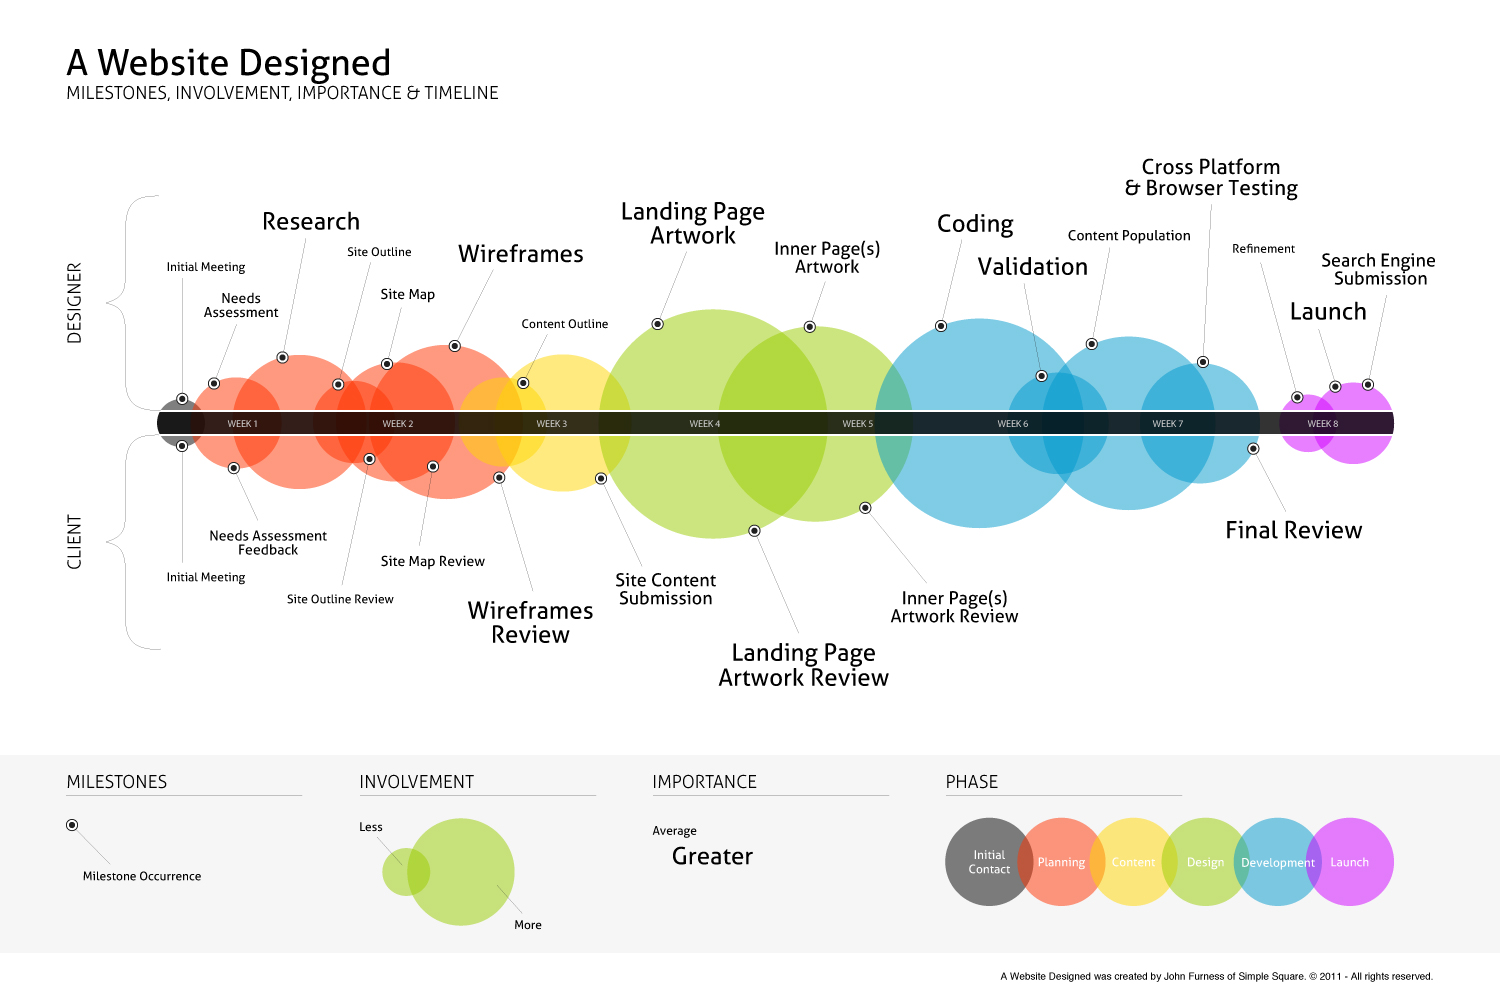 A Website Designed
MILESTONES, INVOLVEMENT, IMPORTANCE & TIMELINE
DESIGNER
Initial Meeting
Needs
Assessment
Research
Site Outline
Site Map
Wireframes
Content Outline
Landing Page
Artwork
Inner Page(s)
Artwork
Coding
Validation
Content Population
Cross Platform
& Browser Testing
Refinement
Launch
Search Engine
Submission
WEEK 1
WEEK 2
WEEK 3
WEEK 4
WEEK 5
WEEK 6
WEEK 7
WEEK 8
CLIENT
Initial Meeting
Needs Assessment
Feedback
Site Outline Review
Site Map Review
Wireframes
Review
Site Content
Submission
Landing Page
Artwork Review
Inner Page(s)
Artwork Review
Final Review
MILESTONES
Milestone Occurrence
INVOLVEMENT
Less
More
IMPORTANCE
Average
Greater
PHASE
Initial
Contact
Planning
Content
Design
Development
Launch
A Website Designed was created by John Furness of Simple Square. © 2011 - All rights reserved.